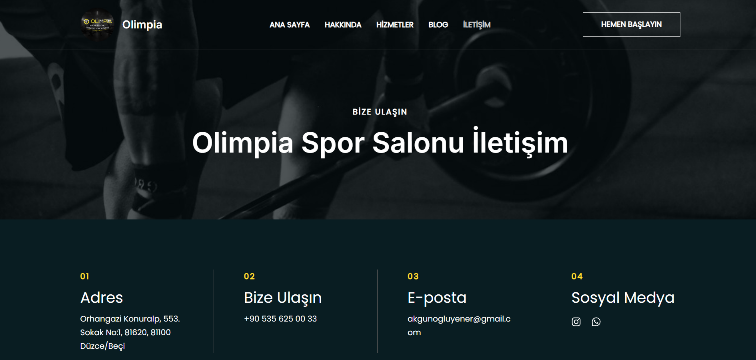 OLIMPIA
Olimpia
ANA SAYFA
HAKKINDA
HİZMETLER
BLOG
İLETİŞİM
HEMEN BAŞLAYIN
BİZE ULAŞIN
Olimpia Spor Salonu İletişim
01
Adres
Orhangazi Konuralp, 553.
Sokak No:1, 81620, 81100
Düzce/Beçi
02
Bize Ulaşın
+90 535 625 00 33
03
E-posta
akgunogluyener@gmail.c
om
04
Sosyal Medya